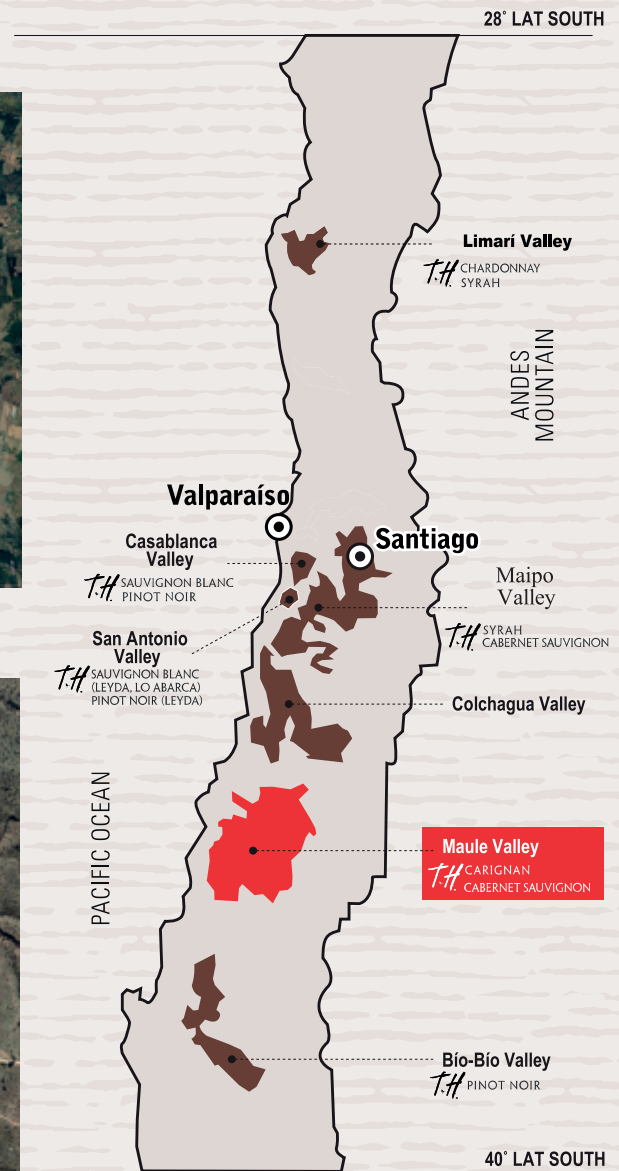 28° LAT SOUTH
Limarí Valley
T.H. CHARDONNAY
SYRAH
ANDES
MOUNTAIN
Valparaíso
Santiago
Casablanca
Valley
T.H. SAUVIGNON BLANC
PINOT NOIR
Maipo
Valley
T.H. SYRAH
CABERNET SAUVIGNON
San Antonio
Valley
T.H. SAUVIGNON BLANC
(LEYDA, LO ABARCA)
PINOT NOIR (LEYDA)
Colchagua Valley
PACIFIC OCEAN
Maule Valley
T.H. CARIGNAN
CABERNET SAUVIGNON
Bío-Bío Valley
T.H. PINOT NOIR
40° LAT SOUTH